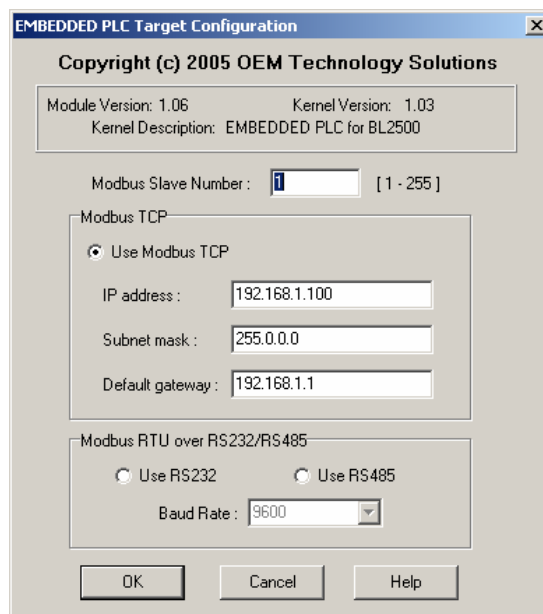 EMBEDDED PLC Target Configuration
Copyright (c) 2005 OEM Technology Solutions
Module Version: 1.06 Kernel Version: 1.03
Kernel Description: EMBEDDED PLC for BL2500
Modbus Slave Number : 1 [ 1 - 255 ]
Modbus TCP
Use Modbus TCP
IP address : 192.168.1.100
Subnet mask : 255.0.0.0
Default gateway : 192.168.1.1
Modbus RTU over RS232/RS485
Use RS232 Use RS485
Baud Rate : 9600
OK Cancel Help